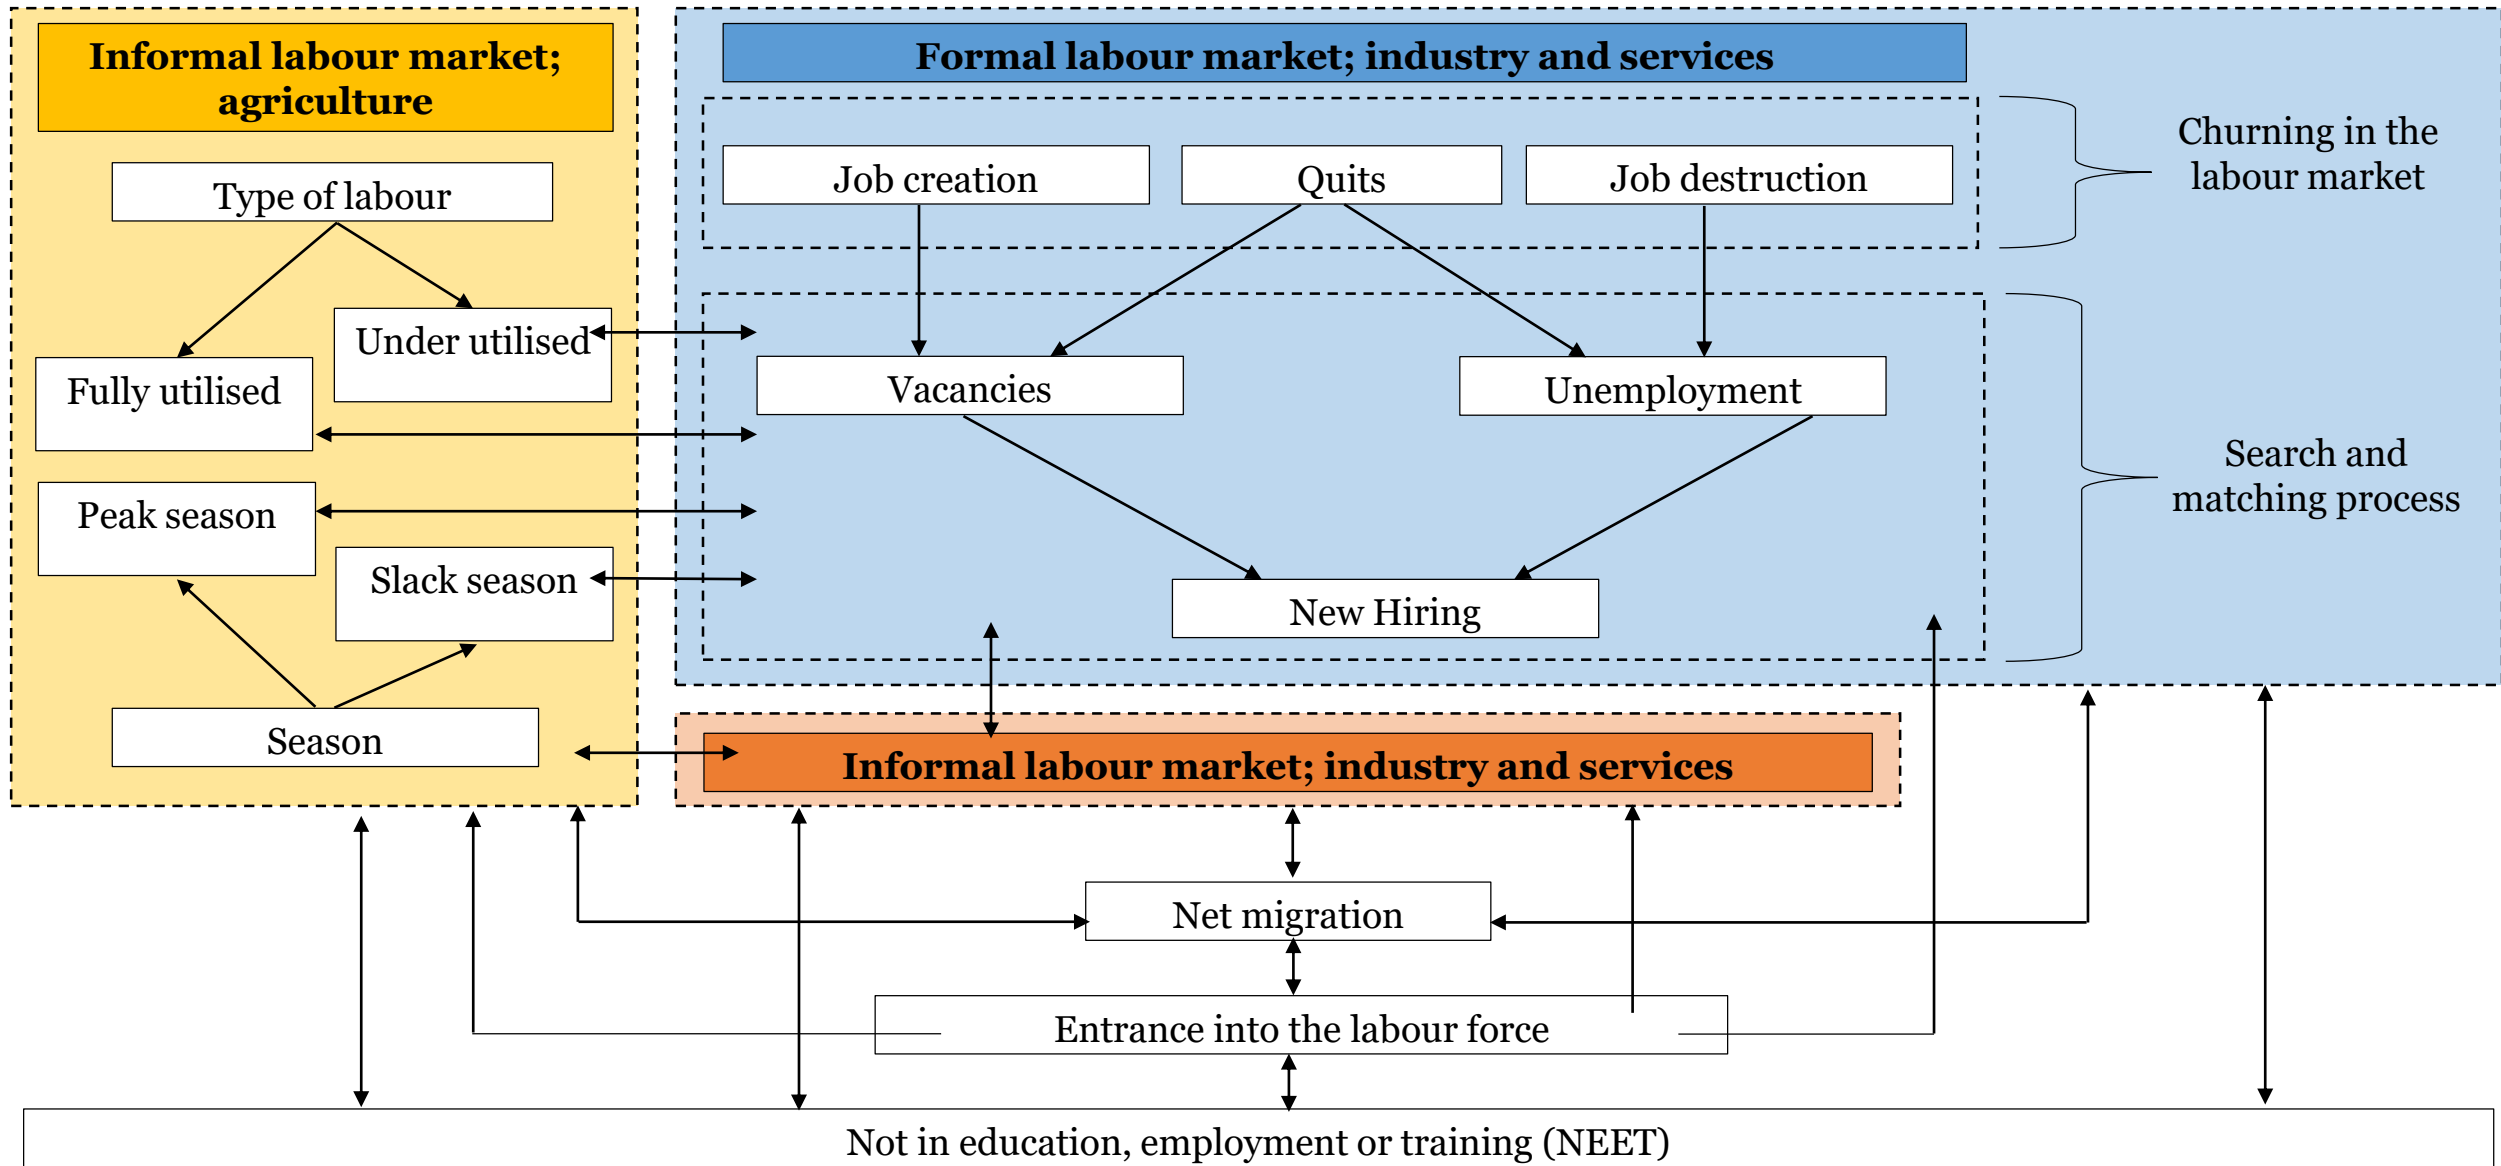 Informal labour market;
agriculture
Type of labour
Under utilised
Fully utilised
Peak season
Slack season
Season
Formal labour market; industry and services
Job creation
Quits
Job destruction
Churning in the
labour market
Vacancies
Unemployment
Search and
matching process
New Hiring
Informal labour market; industry and services
Net migration
Entrance into the labour force
Not in education, employment or training (NEET)